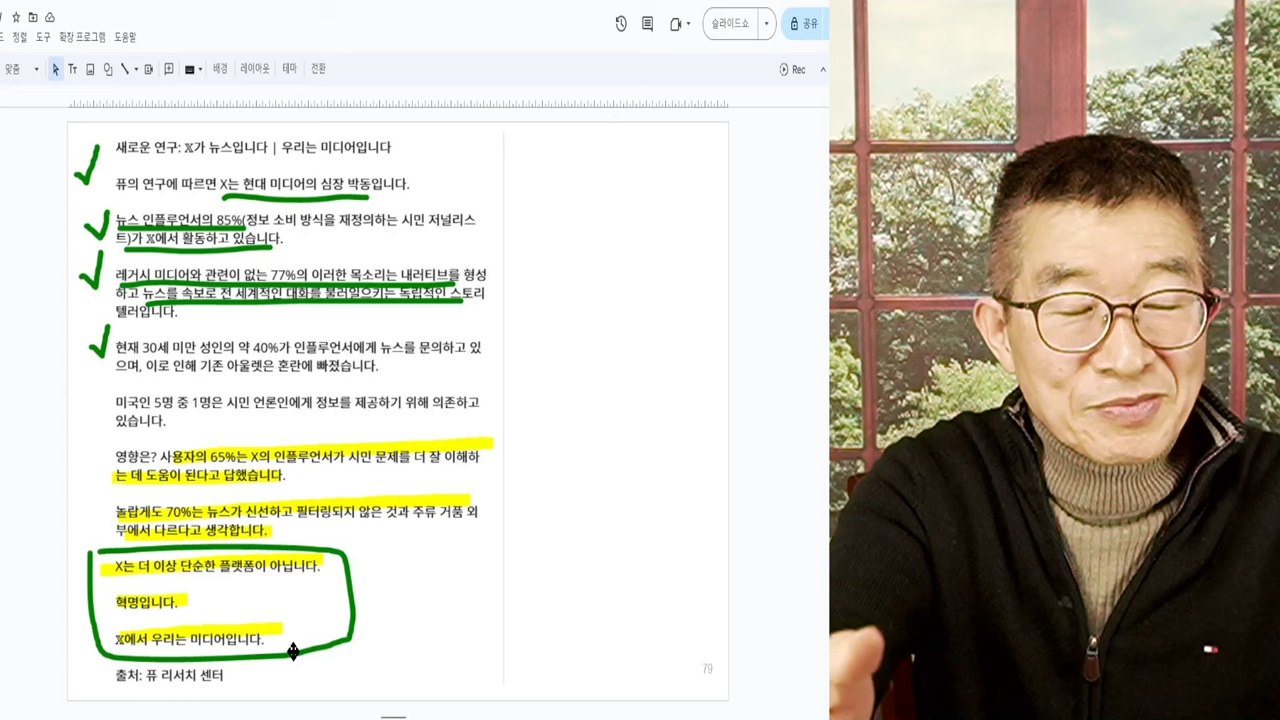 정렬 도구 확장 프로그램 도움말
슬라이드쇼
공유
맞춤
배경 레이아웃 테마 전환
Rec
새로운 연구: 𝕏가 뉴스입니다 | 우리는 미디어입니다
퓨의 연구에 따르면 X는 현대 미디어의 심장 박동입니다.
뉴스 인플루언서의 85%(정보 소비 방식을 재정의하는 시민 저널리스
트)가 𝕏에서 활동하고 있습니다.
레거시 미디어와 관련이 없는 77%의 이러한 목소리는 내러티브를 형성
하고 뉴스를 속보로 전 세계적인 대화를 불러일으키는 독립적인 스토리
텔러입니다.
현재 30세 미만 성인의 약 40%가 인플루언서에게 뉴스를 문의하고 있
으며, 이로 인해 기존 아울렛은 혼란에 빠졌습니다.
미국인 5명 중 1명은 시민 언론인에게 정보를 제공하기 위해 의존하고
있습니다.
영향은? 사용자의 65%는 X의 인플루언서가 시민 문제를 더 잘 이해하
는 데 도움이 된다고 답했습니다.
놀랍게도 70%는 뉴스가 신선하고 필터링되지 않은 것과 주류 거품 외
부에서 다르다고 생각합니다.
X는 더 이상 단순한 플랫폼이 아닙니다.
혁명입니다.
𝕏에서 우리는 미디어입니다.
출처: 퓨 리서치 센터
79